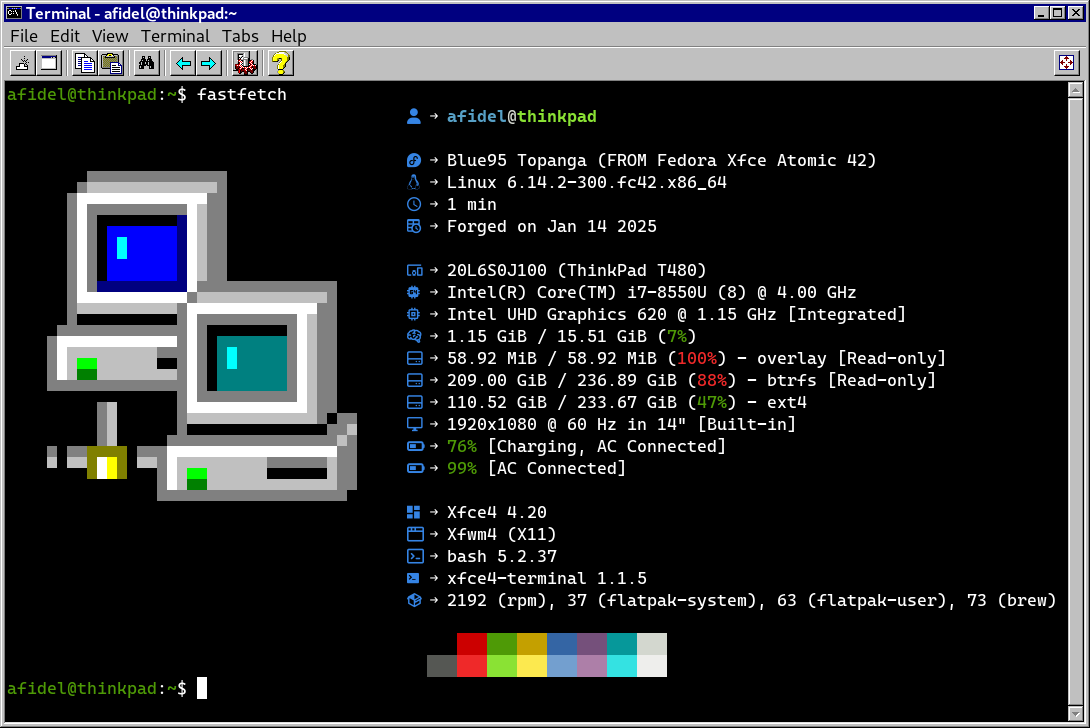 Terminal - afidel@thinkpad:~
File Edit View Terminal Tabs Help
afidel@thinkpad:~$ fastfetch
→ afidel@thinkpad
→ Blue95 Topanga (FROM Fedora Xfce Atomic 42)
→ Linux 6.14.2-300.fc42.x86_64
→ 1 min
→ Forged on Jan 14 2025
→ 20L6S0J100 (ThinkPad T480)
→ Intel(R) Core(TM) i7-8550U (8) @ 4.00 GHz
→ Intel UHD Graphics 620 @ 1.15 GHz [Integrated]
→ 1.15 GiB / 15.51 GiB (7%)
→ 58.92 MiB / 58.92 MiB (100%) - overlay [Read-only]
→ 209.00 GiB / 236.89 GiB (88%) - btrfs [Read-only]
→ 110.52 GiB / 233.67 GiB (47%) - ext4
→ 1920x1080 @ 60 Hz in 14" [Built-in]
→ 76% [Charging, AC Connected]
→ 99% [AC Connected]
→ Xfce4 4.20
→ Xfwm4 (X11)
→ bash 5.2.37
→ xfce4-terminal 1.1.5
→ 2192 (rpm), 37 (flatpak-system), 63 (flatpak-user), 73 (brew)
afidel@thinkpad:~$